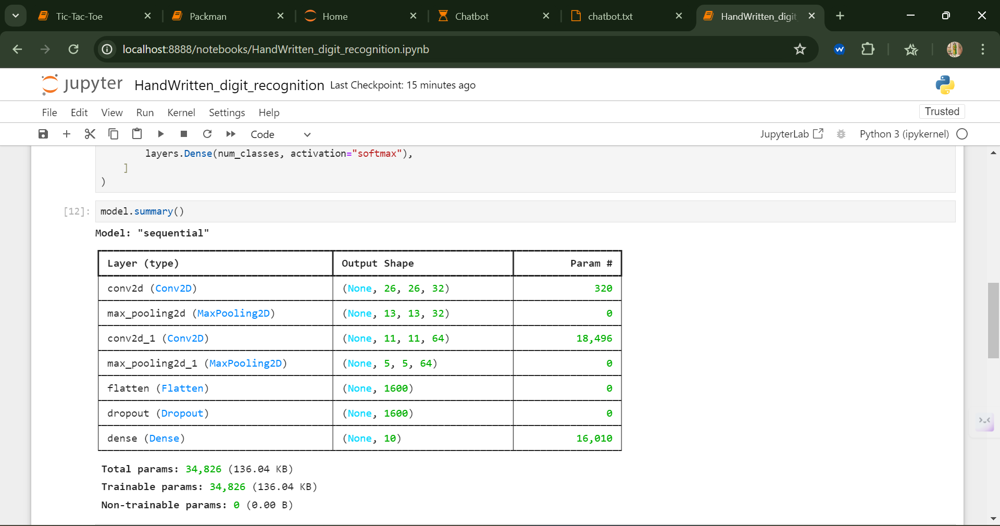 Tic-Tac-Toe
Packman
Home
Chatbot
chatbot.txt
HandWritten_digit
localhost:8888/notebooks/HandWritten_digit_recognition.ipynb
jupyter HandWritten_digit_recognition Last Checkpoint: 15 minutes ago
File Edit View Run Kernel Settings Help Trusted
Code JupyterLab Python 3 (ipykernel)
layers.Dense(num_classes, activation="softmax"),
]
)
[12]: model.summary()
Model: "sequential"
Layer (type) Output Shape Param #
conv2d (Conv2D) (None, 26, 26, 32) 320
max_pooling2d (MaxPooling2D) (None, 13, 13, 32) 0
conv2d_1 (Conv2D) (None, 11, 11, 64) 18,496
max_pooling2d_1 (MaxPooling2D) (None, 5, 5, 64) 0
flatten (Flatten) (None, 1600) 0
dropout (Dropout) (None, 1600) 0
dense (Dense) (None, 10) 16,010
Total params: 34,826 (136.04 KB)
Trainable params: 34,826 (136.04 KB)
Non-trainable params: 0 (0.00 B)